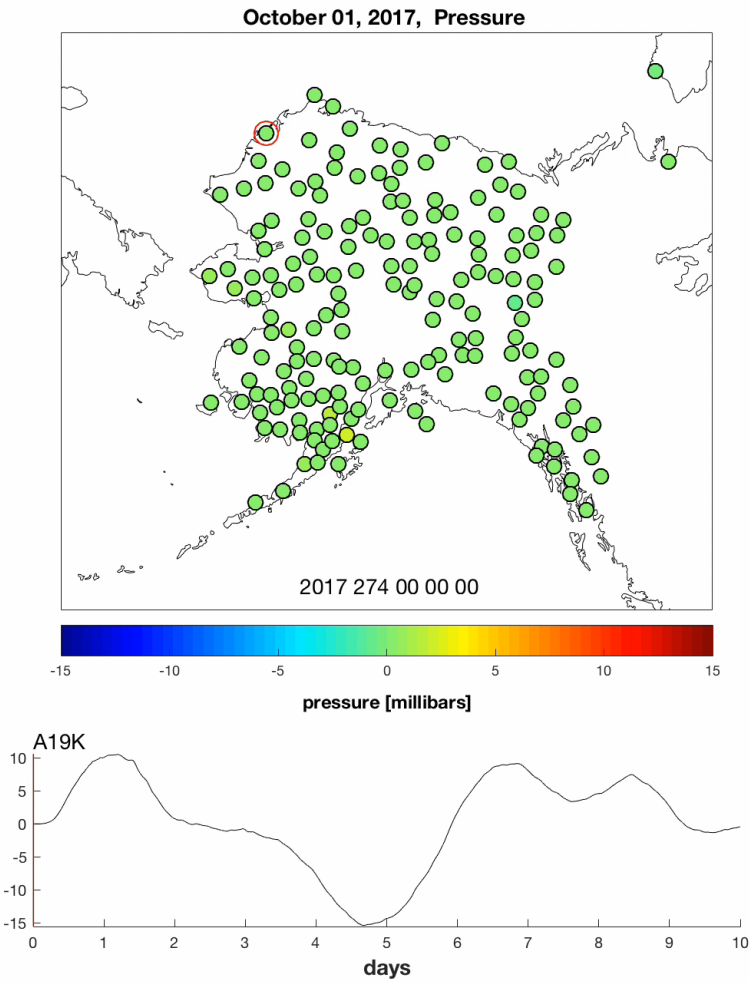 October 01, 2017,  Pressure
2017 274 00 00 00
-15 -10 -5 0 5 10 15
pressure [millibars]
A19K
10
5
0
-5
-10
-15
0 1 2 3 4 5 6 7 8 9 10
days